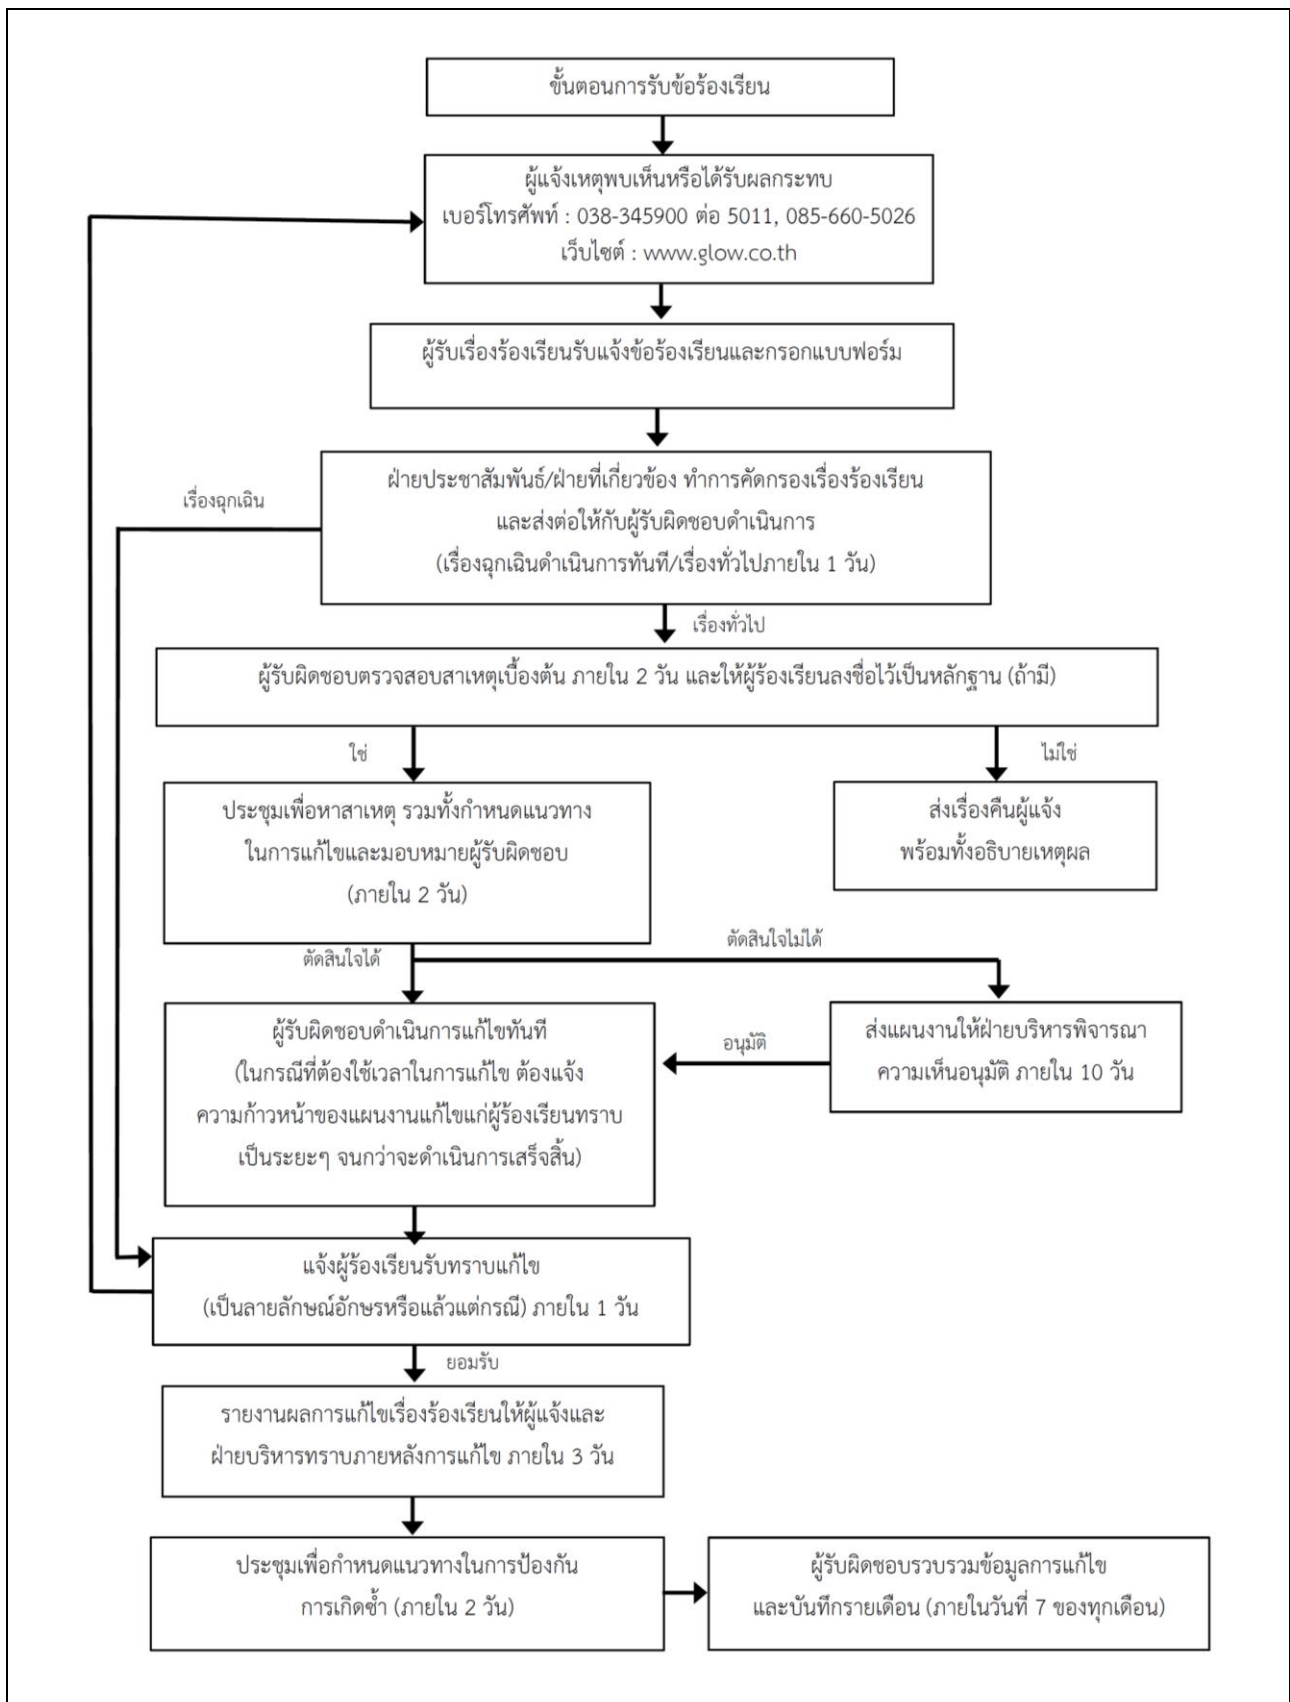 ขั้นตอนการรับข้อร้องเรียน
ผู้แจ้งเหตุพบเห็นหรือได้รับผลกระทบ
เบอร์โทรศัพท์ : 038-345900 ต่อ 5011, 085-660-5026
เว็บไซต์ : www.glow.co.th
ผู้รับเรื่องร้องเรียนรับแจ้งข้อร้องเรียนและกรอกแบบฟอร์ม
ฝ่ายประชาสัมพันธ์/ฝ่ายที่เกี่ยวข้อง ทำการคัดกรองเรื่องร้องเรียน
และส่งต่อให้กับผู้รับผิดชอบดำเนินการ
(เรื่องฉุกเฉินดำเนินการทันที/เรื่องทั่วไปภายใน 1 วัน)
เรื่องฉุกเฉิน
เรื่องทั่วไป
ผู้รับผิดชอบตรวจสอบสาเหตุเบื้องต้น ภายใน 2 วัน และให้ผู้ร้องเรียนลงชื่อไว้เป็นหลักฐาน (ถ้ามี)
ใช่
ไม่ใช่
ประชุมเพื่อหาสาเหตุ รวมทั้งกำหนดแนวทาง
ในการแก้ไขและมอบหมายผู้รับผิดชอบ
(ภายใน 2 วัน)
ส่งเรื่องคืนผู้แจ้ง
พร้อมทั้งอธิบายเหตุผล
ตัดสินใจได้
ตัดสินใจไม่ได้
ผู้รับผิดชอบดำเนินการแก้ไขทันที
(ในกรณีที่ต้องใช้เวลาในการแก้ไข ต้องแจ้ง
ความก้าวหน้าของแผนงานแก้ไขแก่ผู้ร้องเรียนทราบ
เป็นระยะๆ จนกว่าจะดำเนินการเสร็จสิ้น)
อนุมัติ
ส่งแผนงานให้ฝ่ายบริหารพิจารณา
ความเห็นอนุมัติ ภายใน 10 วัน
แจ้งผู้ร้องเรียนรับทราบแก้ไข
(เป็นลายลักษณ์อักษรหรือแล้วแต่กรณี) ภายใน 1 วัน
ยอมรับ
รายงานผลการแก้ไขเรื่องร้องเรียนให้ผู้แจ้งและ
ฝ่ายบริหารทราบภายหลังการแก้ไข ภายใน 3 วัน
ประชุมเพื่อกำหนดแนวทางในการป้องกัน
การเกิดซ้ำ (ภายใน 2 วัน)
ผู้รับผิดชอบรวบรวมข้อมูลการแก้ไข
และบันทึกรายเดือน (ภายในวันที่ 7 ของทุกเดือน)